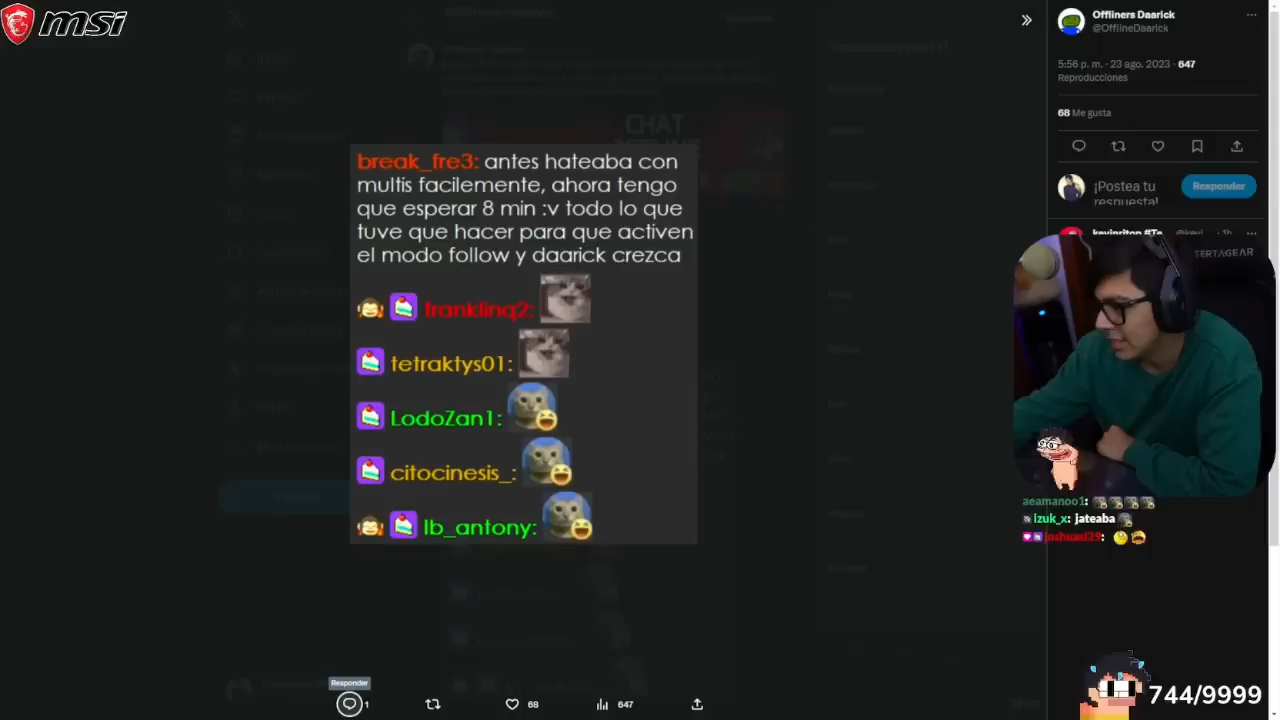 msi
Offliners Daarick
@OfflineDaarick
5:56 p. m. · 23 ago. 2023 · 647
Reproducciones
68 Me gusta
¡Postea tu
respuesta!
Responder
CHAT
break_fre3: antes hateaba con
multis facilemente, ahora tengo
que esperar 8 min :v todo lo que
tuve que hacer para que activen
el modo follow y daarick crezca
franklinq2:
tetraktys01:
LodoZan1:
citocinesis_:
lb_antony:
aeamanoo1:
Izuk_x: jateaba
joshuasl29:
Responder
1
68
647
744/9999